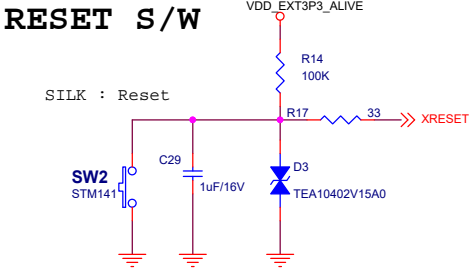 RESET S/W
VDD_EXT3P3_ALIVE
R14
100K
SILK : Reset
R17
33
XRESET
SW2
STM141
C29
1uF/16V
D3
TEA10402V15A0